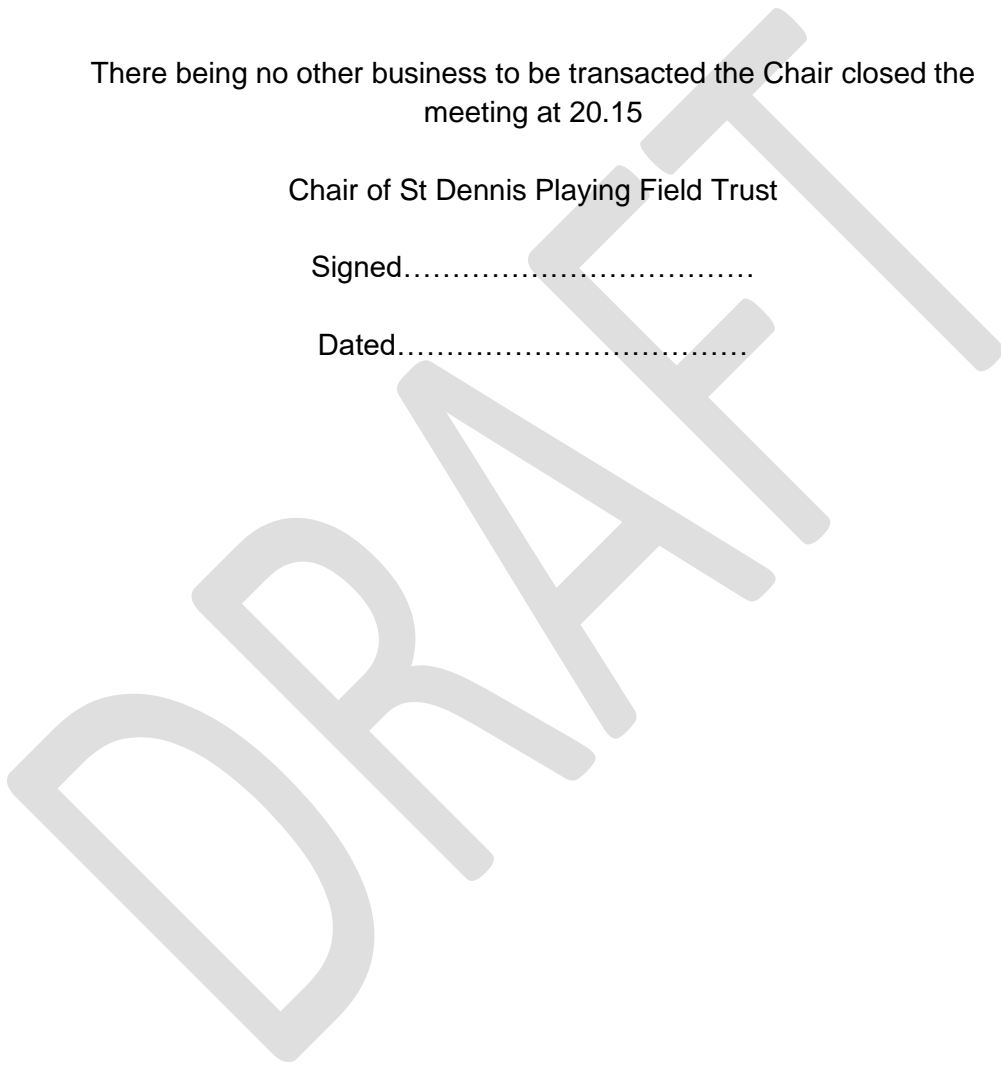 There being no other business to be transacted the Chair closed the
meeting at 20.15
Chair of St Dennis Playing Field Trust
Signed………………………………
Dated………………………………
DRAFT